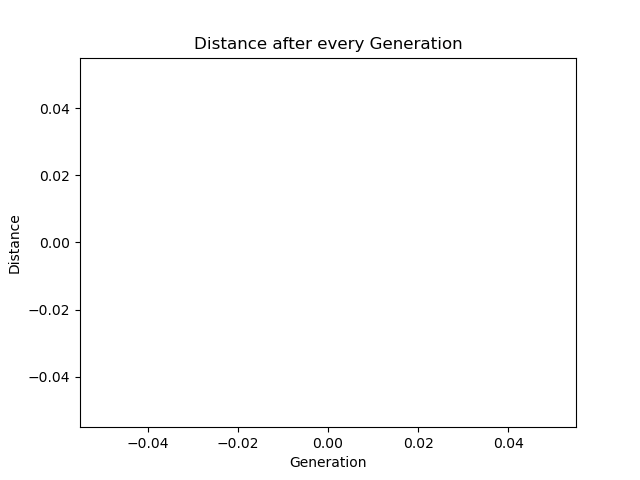 Distance after every Generation
0.04
0.02
0.00
−0.02
−0.04
Distance
−0.04 −0.02 0.00 0.02 0.04
Generation